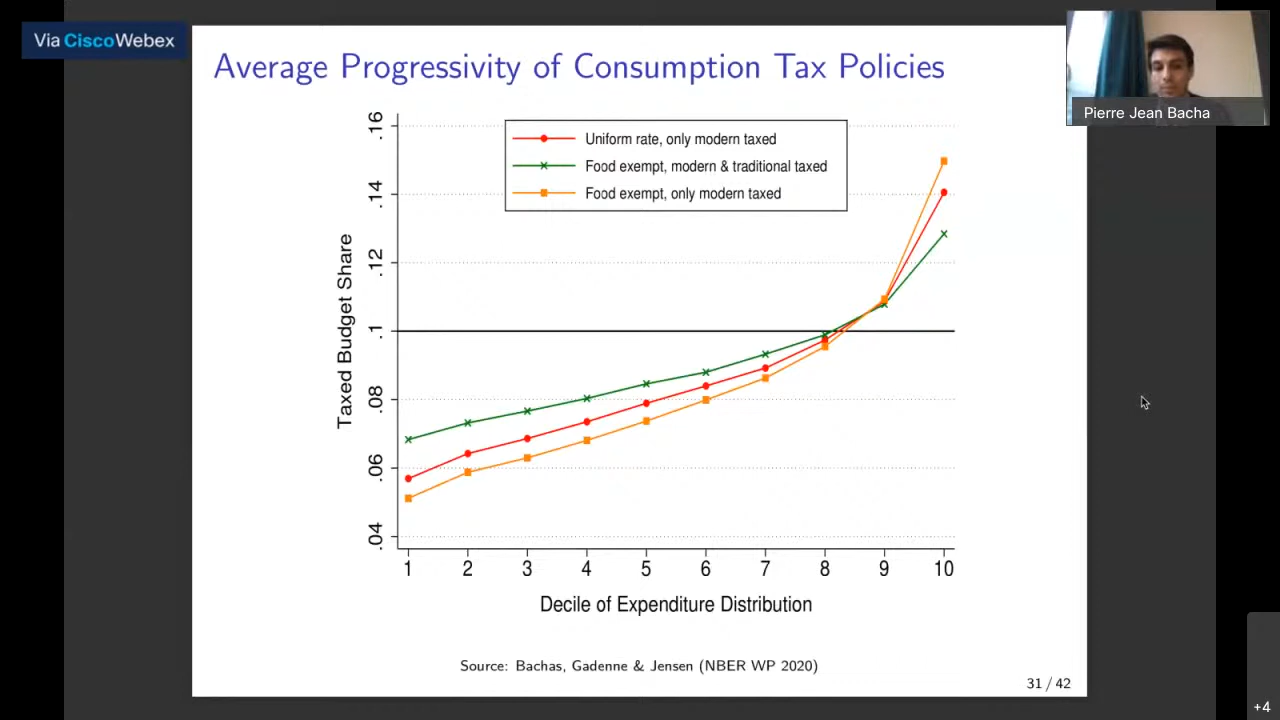 Via CiscoWebex
Average Progressivity of Consumption Tax Policies
Pierre Jean Bacha
Uniform rate, only modern taxed
Food exempt, modern & traditional taxed
Food exempt, only modern taxed
Taxed Budget Share
.16
.14
.12
.1
.08
.06
.04
1 2 3 4 5 6 7 8 9 10
Decile of Expenditure Distribution
Source: Bachas, Gadenne & Jensen (NBER WP 2020)
31 / 42
+4